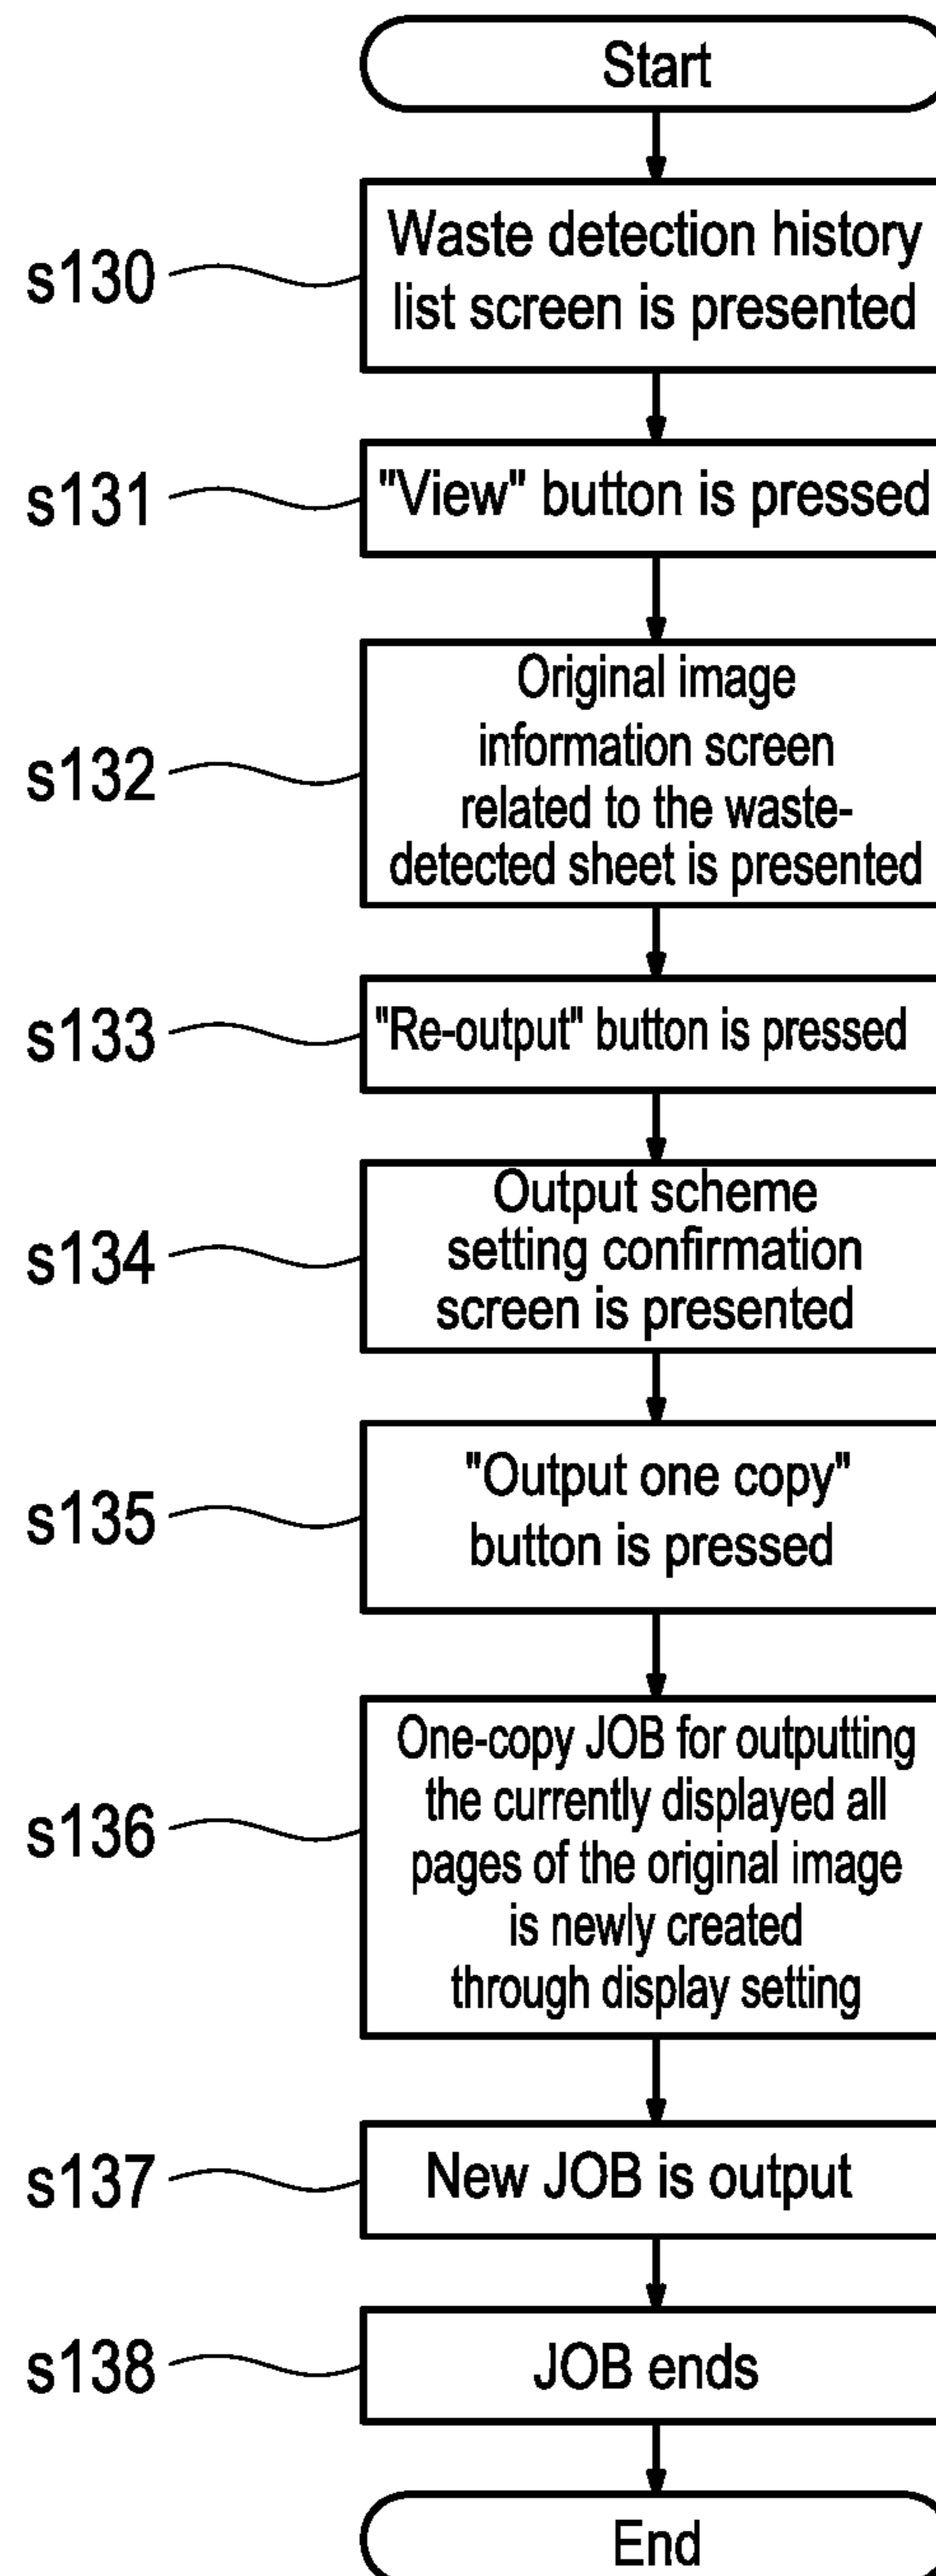 Start
s130
Waste detection history
list screen is presented
s131
"View" button is pressed
s132
Original image
information screen
related to the waste-
detected sheet is presented
s133
"Re-output" button is pressed
s134
Output scheme
setting confirmation
screen is presented
s135
"Output one copy"
button is pressed
s136
One-copy JOB for outputting
the currently displayed all
pages of the original image
is newly created
through display setting
s137
New JOB is output
s138
JOB ends
End